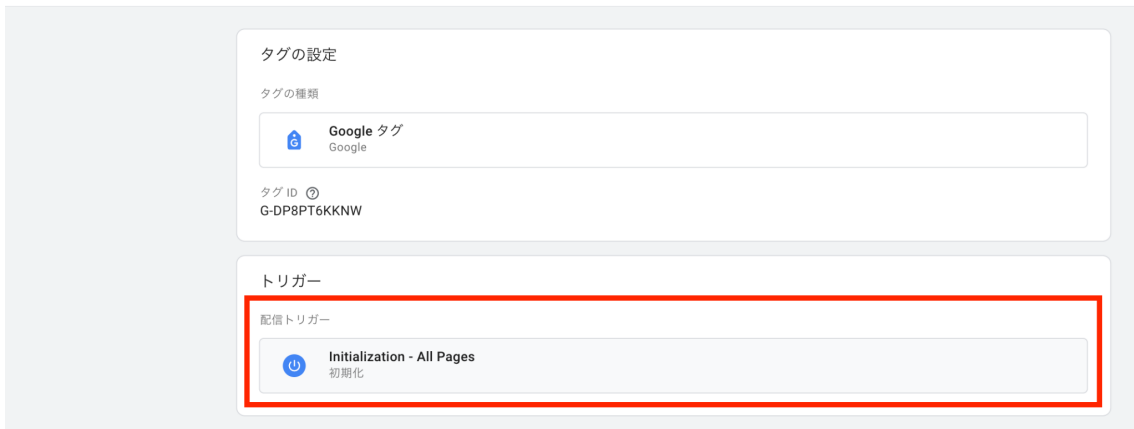 タグの設定
タグの種類
Google タグ
Google
タグ ID
G-DP8PT6KKNW
トリガー
配信トリガー
Initialization - All Pages
初期化